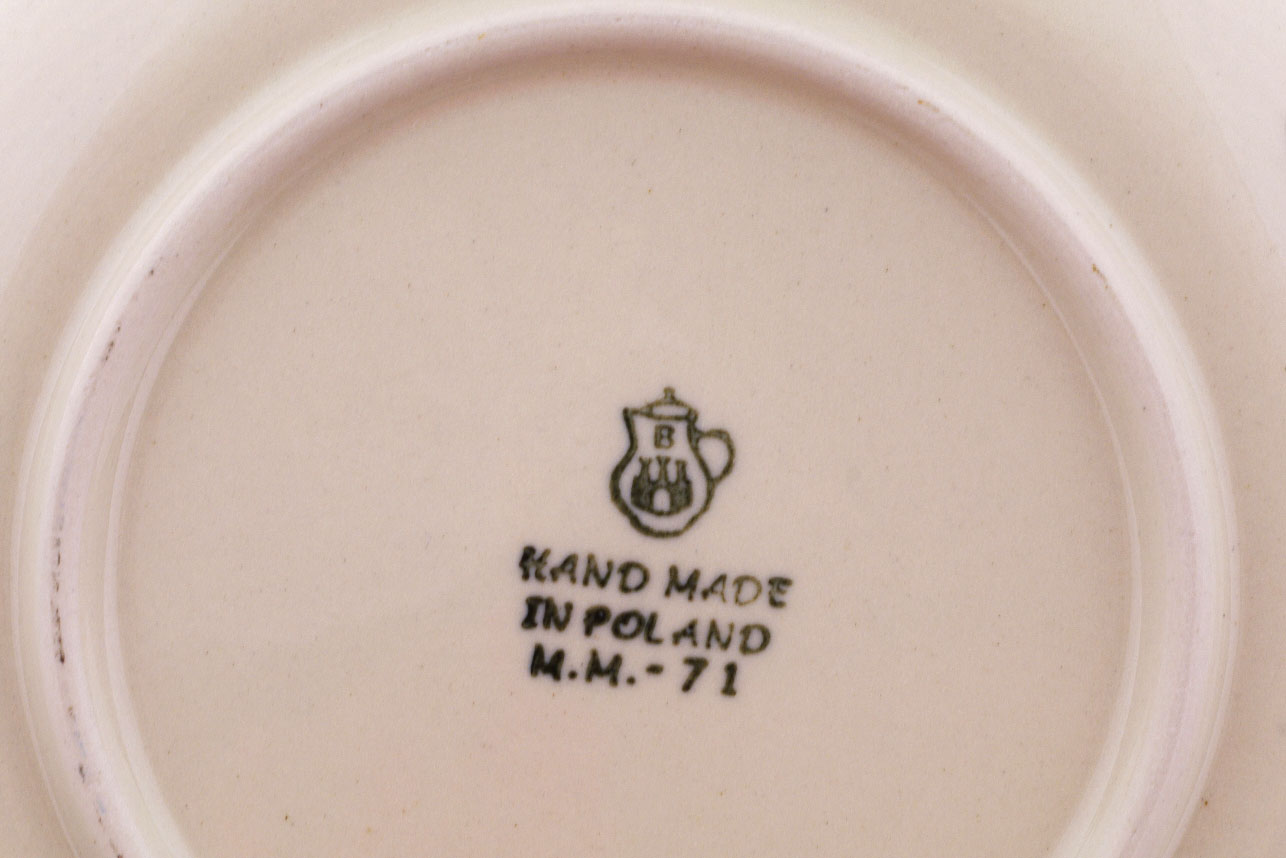 B
HAND MADE
IN POLAND
M.M.-71